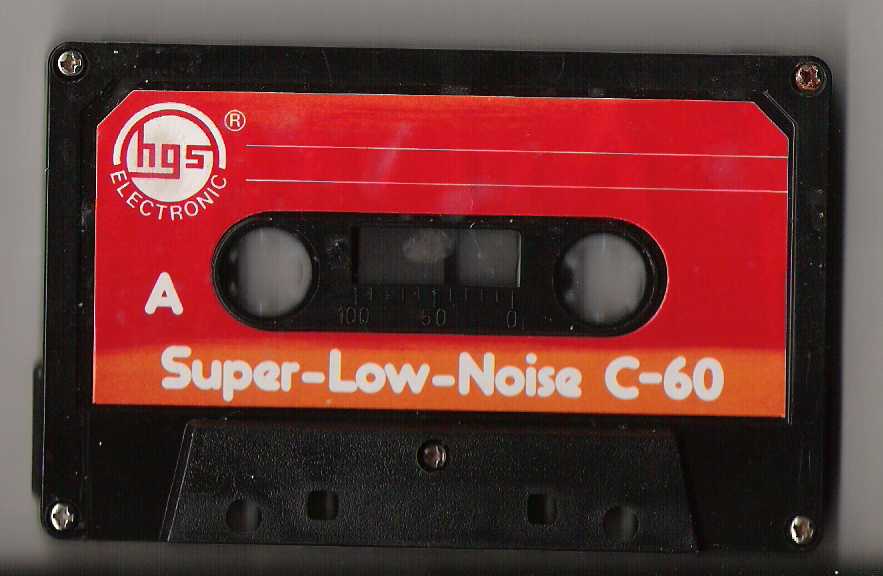 hgs ®
ELECTRONIC
A
100 50 0
Super-Low-Noise C-60